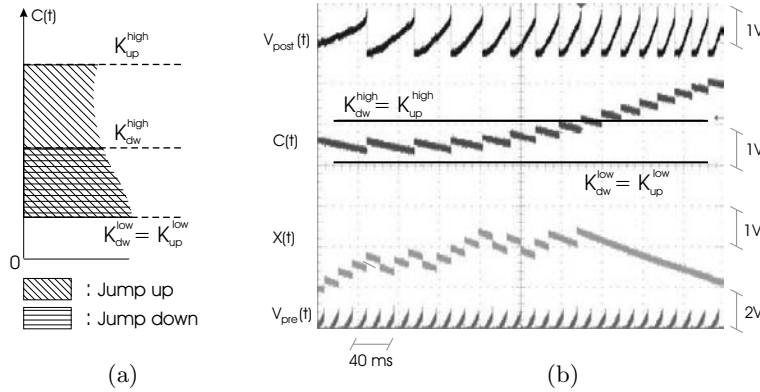 C(t)
K_up^high
K_dw^high
K_dw^low = K_up^low
0
: Jump up
: Jump down
(a)
V_post(t)
1V
K_dw^high = K_up^high
C(t)
1V
K_dw^low = K_up^low
X(t)
1V
V_pre(t)
2V
40 ms
(b)